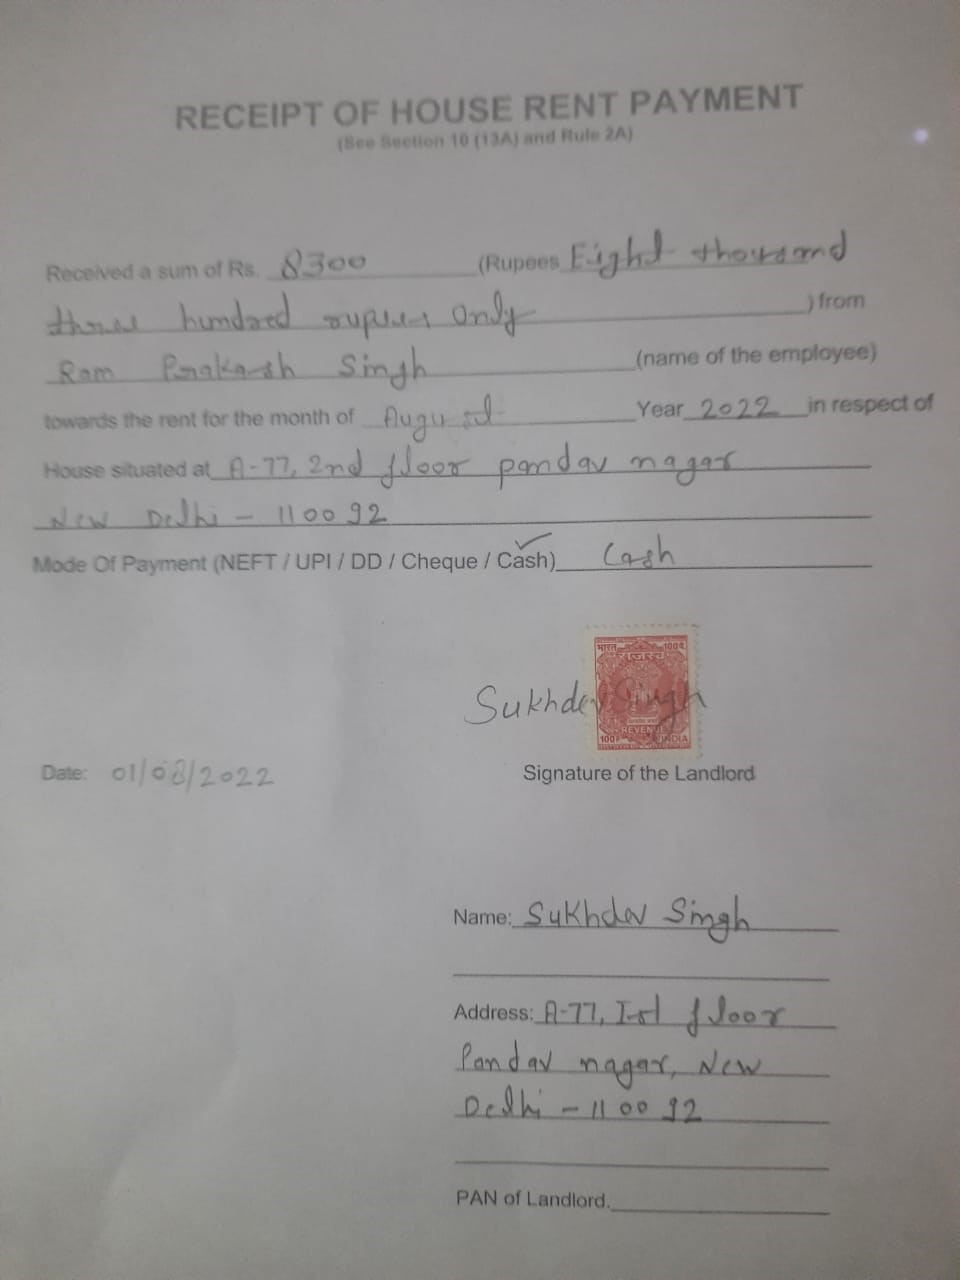 RECEIPT OF HOUSE RENT PAYMENT
(See Section 10 (13A) and Rule 2A)
Received a sum of Rs. 8300 (Rupees Eight thousand
three hundred rupees only ) from
Ram Prakash Singh (name of the employee)
towards the rent for the month of August Year 2022 in respect of
House situated at A-77, 2nd floor pandav nagar
New Delhi - 110092
Mode Of Payment (NEFT / UPI / DD / Cheque / Cash) Cash
भारत 100प.
राजस्व
Sukhdev Singh
REVENUE
100P INDIA
Date: 01/08/2022
Signature of the Landlord
Name: Sukhdev Singh
Address: A-77, Ist floor
Pandav nagar, New
Delhi - 110092
PAN of Landlord.